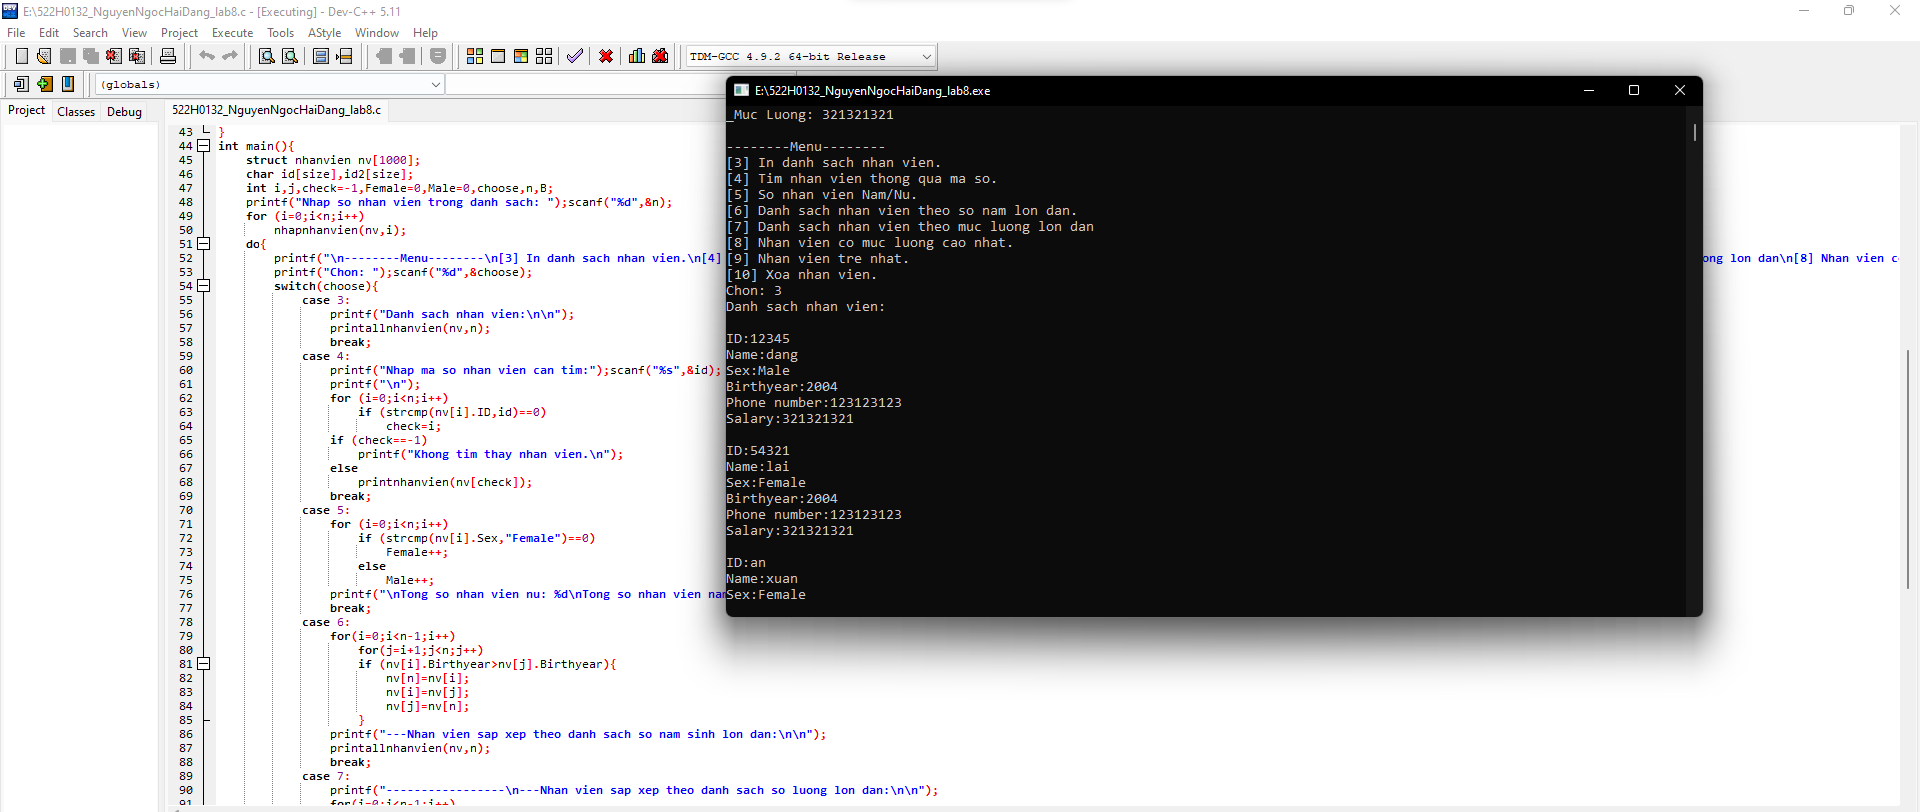 E:\522H0132_NguyenNgocHaiDang_lab8.c - [Executing] - Dev-C++ 5.11
File Edit Search View Project Execute Tools AStyle Window Help
TDM-GCC 4.9.2 64-bit Release
(globals)
Project Classes Debug
522H0132_NguyenNgocHaiDang_lab8.c
43 }
44 int main(){
45 struct nhanvien nv[1000];
46 char id[size],id2[size];
47 int i,j,check=-1,Female=0,Male=0,choose,n,B;
48 printf("Nhap so nhan vien trong danh sach: ");scanf("%d",&n);
49 for (i=0;i<n;i++)
50 nhapnhanvien(nv,i);
51 do{
52 printf("\n--------Menu--------\n[3] In danh sach nhan vien.\n[4] ong lon dan\n[8] Nhan vien c
53 printf("Chon: ");scanf("%d",&choose);
54 switch(choose){
55 case 3:
56 printf("Danh sach nhan vien:\n\n");
57 printallnhanvien(nv,n);
58 break;
59 case 4:
60 printf("Nhap ma so nhan vien can tim:");scanf("%s",&id);
61 printf("\n");
62 for (i=0;i<n;i++)
63 if (strcmp(nv[i].ID,id)==0)
64 check=i;
65 if (check==-1)
66 printf("Khong tim thay nhan vien.\n");
67 else
68 printnhanvien(nv[check]);
69 break;
70 case 5:
71 for (i=0;i<n;i++)
72 if (strcmp(nv[i].Sex,"Female")==0)
73 Female++;
74 else
75 Male++;
76 printf("\nTong so nhan vien nu: %d\nTong so nhan vien nam
77 break;
78 case 6:
79 for(i=0;i<n-1;i++)
80 for(j=i+1;j<n;j++)
81 if (nv[i].Birthyear>nv[j].Birthyear){
82 nv[n]=nv[i];
83 nv[i]=nv[j];
84 nv[j]=nv[n];
85 }
86 printf("---Nhan vien sap xep theo danh sach so nam sinh lon dan:\n\n");
87 printallnhanvien(nv,n);
88 break;
89 case 7:
90 printf("-----------------\n---Nhan vien sap xep theo danh sach so luong lon dan:\n\n");
91 for(i=0;i<n-1;i++)
E:\522H0132_NguyenNgocHaiDang_lab8.exe
_Muc Luong: 321321321
--------Menu--------
[3] In danh sach nhan vien.
[4] Tim nhan vien thong qua ma so.
[5] So nhan vien Nam/Nu.
[6] Danh sach nhan vien theo so nam lon dan.
[7] Danh sach nhan vien theo muc luong lon dan
[8] Nhan vien co muc luong cao nhat.
[9] Nhan vien tre nhat.
[10] Xoa nhan vien.
Chon: 3
Danh sach nhan vien:
ID:12345
Name:dang
Sex:Male
Birthyear:2004
Phone number:123123123
Salary:321321321
ID:54321
Name:lai
Sex:Female
Birthyear:2004
Phone number:123123123
Salary:321321321
ID:an
Name:xuan
Sex:Female